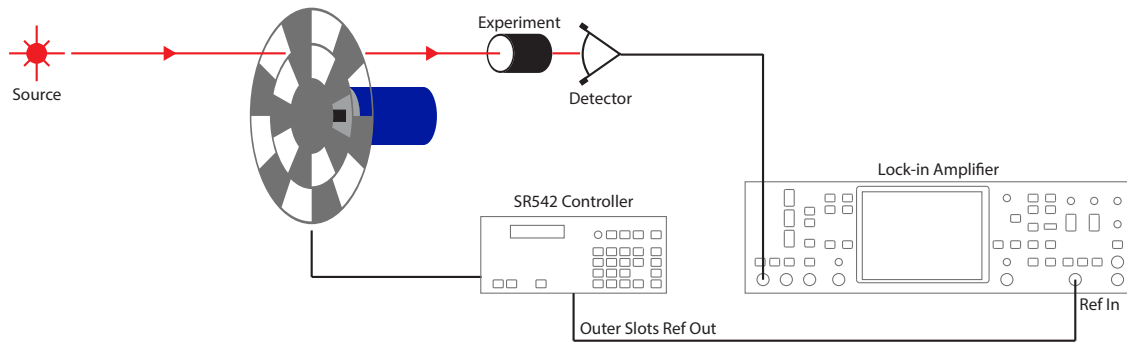 Source
Experiment
Detector
SR542 Controller
Lock-in Amplifier
Outer Slots Ref Out
Ref In